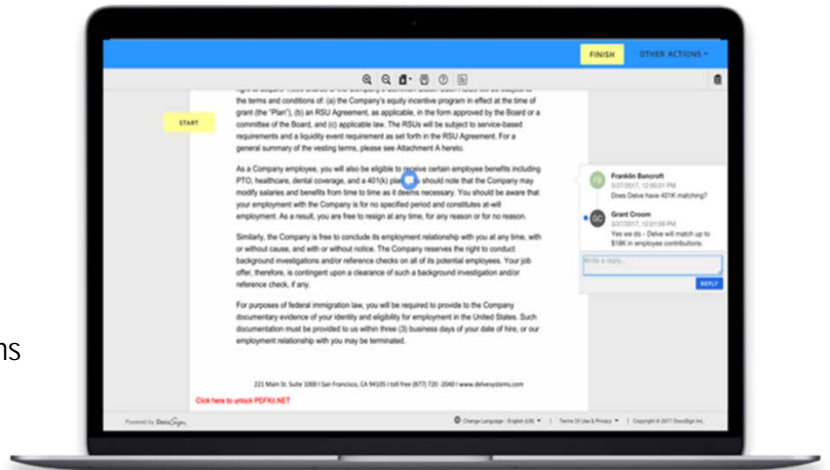 FINISH
OTHER ACTIONS
START
the terms and conditions of: (a) the Company's equity incentive program in effect at the time of
grant (the "Plan"), (b) an RSU Agreement, as applicable, in the form approved by the Board or a
committee of the Board, and (c) applicable law. The RSUs will be subject to service-based
requirements and a liquidity event requirement as set forth in the RSU Agreement. For a
general summary of the vesting terms, please see Attachment A hereto.
As a Company employee, you will also be eligible to receive certain employee benefits including
PTO, healthcare, dental coverage, and a 401(k) should note that the Company may
modify salaries and benefits from time to time as it deems necessary. You should be aware that
your employment with the Company is for no specified period and constitutes at-will
employment. As a result, you are free to resign at any time, for any reason or for no reason.
Similarly, the Company is free to conclude its employment relationship with you at any time, with
or without cause, and with or without notice. The Company reserves the right to conduct
background investigations and/or reference checks on all of its potential employees. Your job
offer, therefore, is contingent upon a clearance of such a background investigation and/or
reference check, if any.
For purposes of federal immigration law, you will be required to provide to the Company
documentary evidence of your identity and eligibility for employment in the United States. Such
documentation must be provided to us within three (3) business days of your date of hire, or our
employment relationship with you may be terminated.
221 Main St. Suite 1000 I San Francisco, CA 94105 I toll free (877) 720 -2040 I www.delvesystems.com
Click here to unlock PDFKit.NET
FB
Franklin Bancroft
3/27/2017, 12:00:51 PM
Does Delve have 401K matching?
GC
Grant Croom
3/27/2017, 12:01:59 PM
Yes we do - Delve will match up to
$18K in employee contributions.
Write a reply...
REPLY
Powered by DocuSign
Change Language - English (US) | Terms Of Use & Privacy | Copyright © 2017 DocuSign Inc.
ns